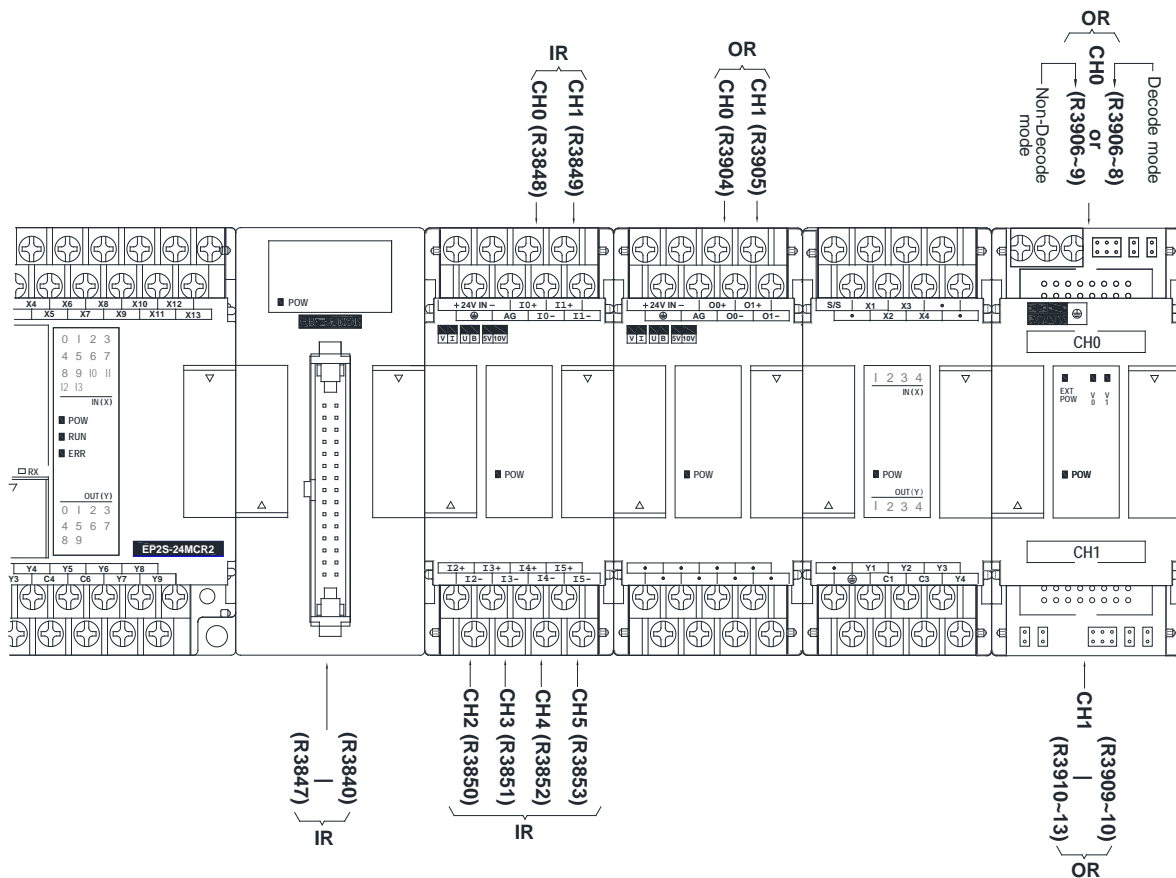 OR
CH0
(R3906~8)
or
(R3906~9)
Decode mode
Non-Decode
mode
IR
CH0 (R3848)
CH1 (R3849)
OR
CH0 (R3904)
CH1 (R3905)
X4 X6 X8 X10 X12
X5 X7 X9 X11 X13
0 1 2 3
4 5 6 7
8 9 10 11
12 13
IN(X)
POW
RUN
ERR
RX
OUT(Y)
0 1 2 3
4 5 6 7
8 9
EP2S-24MCR2
Y4 Y5 Y6 Y8
Y3 C4 C6 Y7 Y9
POW
+24V IN - I0+ I1+
AG I0- I1-
V I U B 5V 10V
POW
I2+ I3+ I4+ I5+
I2- I3- I4- I5-
+24V IN - O0+ O1+
AG O0- O1-
V I U B 5V 10V
POW
S/S X1 X3
X2 X4
1 2 3 4
IN(X)
POW
OUT(Y)
1 2 3 4
Y1 Y2 Y3
C1 C3 Y4
CH0
EXT
POW
V
0
V
1
POW
CH1
(R3840)
(R3847)
IR
CH2 (R3850)
CH3 (R3851)
CH4 (R3852)
CH5 (R3853)
IR
CH1
(R3909~10)
(R3910~13)
OR